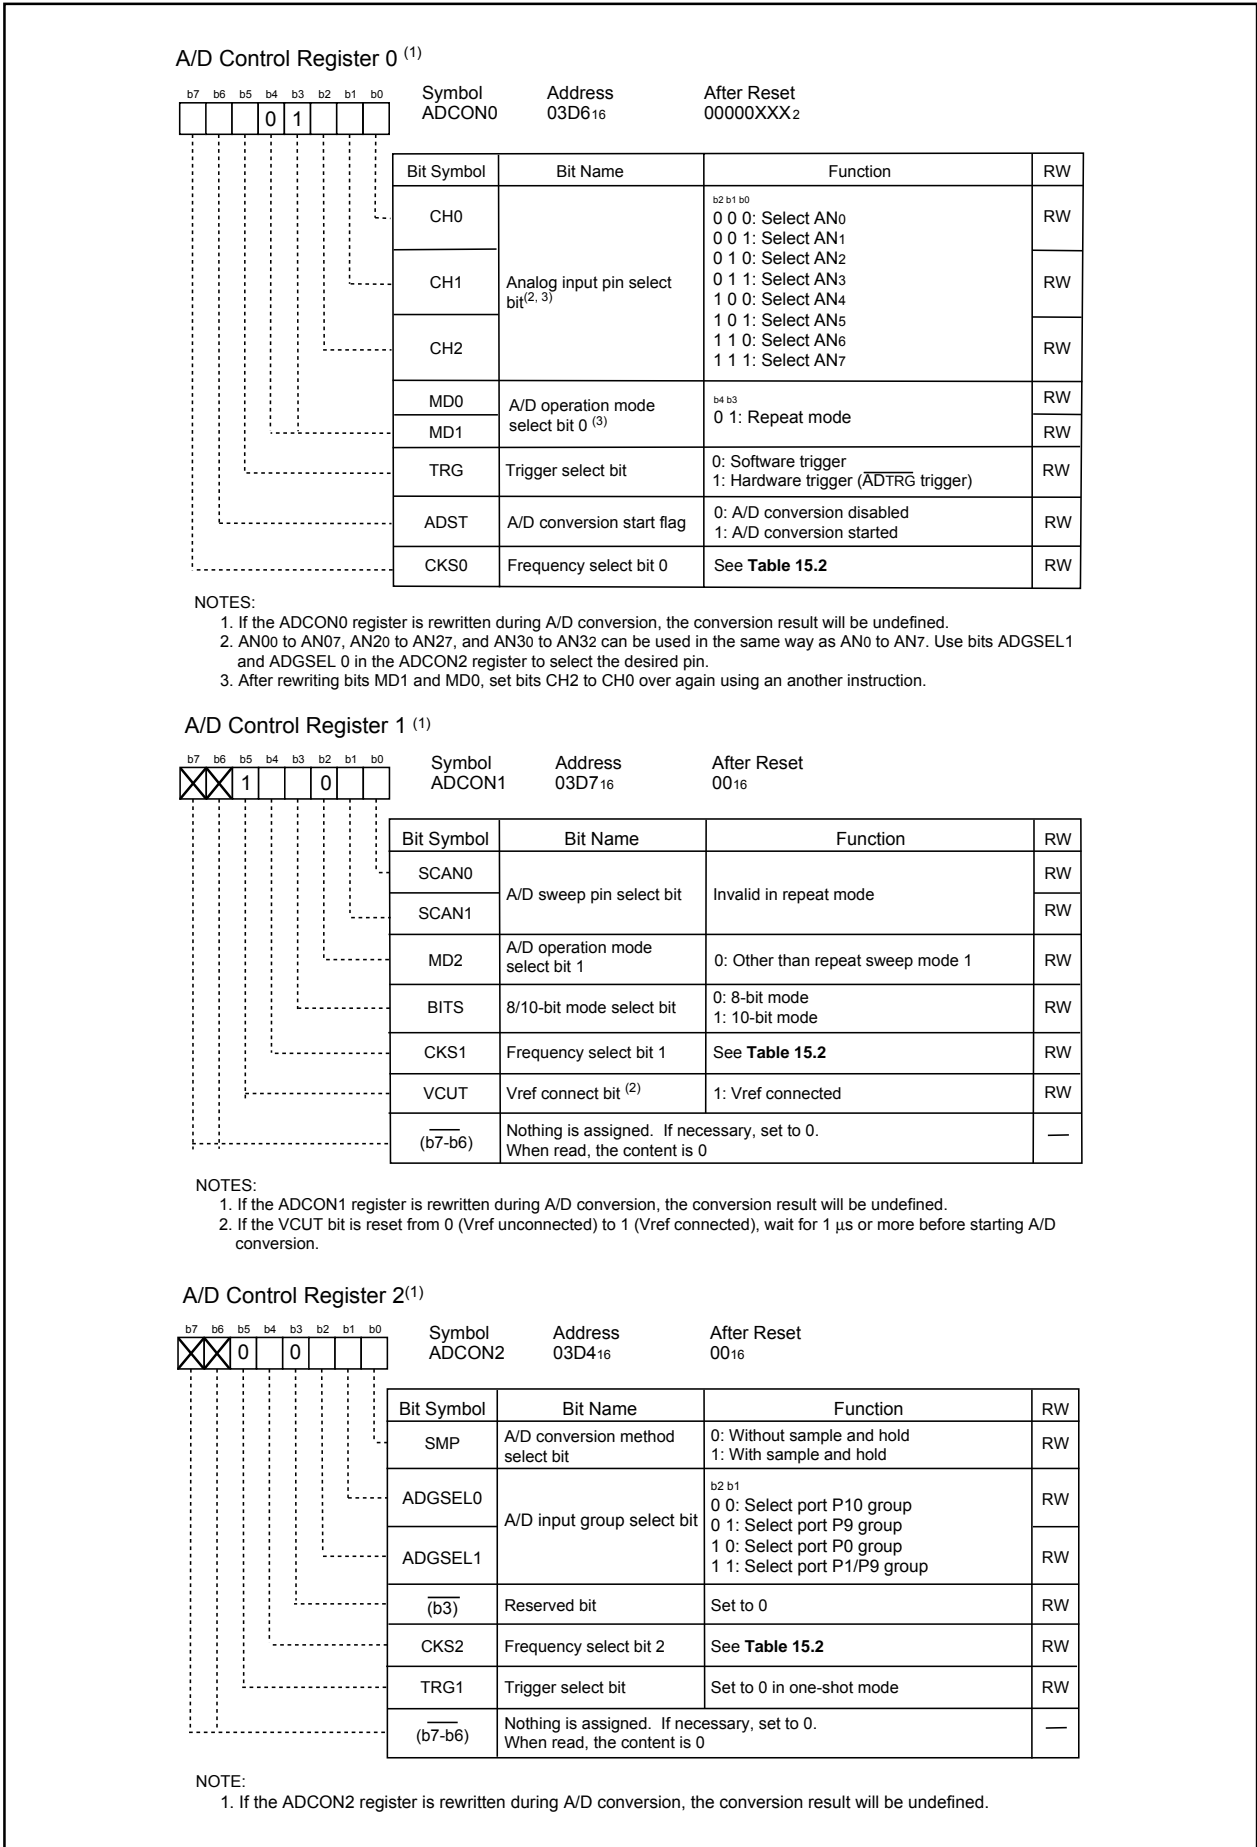 A/D Control Register 0 (1)
b7 b6 b5 b4 b3 b2 b1 b0
0 1
Symbol Address After Reset
ADCON0 03D616 00000XXX2
Bit Symbol Bit Name Function RW
CH0 RW
CH1 RW
CH2 RW
Analog input pin select
bit(2, 3)
b2 b1 b0
0 0 0: Select AN0
0 0 1: Select AN1
0 1 0: Select AN2
0 1 1: Select AN3
1 0 0: Select AN4
1 0 1: Select AN5
1 1 0: Select AN6
1 1 1: Select AN7
MD0 RW
MD1 RW
A/D operation mode
select bit 0 (3)
b4 b3
0 1: Repeat mode
TRG Trigger select bit RW
0: Software trigger
1: Hardware trigger (ADTRG trigger)
ADST A/D conversion start flag RW
0: A/D conversion disabled
1: A/D conversion started
CKS0 Frequency select bit 0 See Table 15.2 RW
NOTES:
1. If the ADCON0 register is rewritten during A/D conversion, the conversion result will be undefined.
2. AN00 to AN07, AN20 to AN27, and AN30 to AN32 can be used in the same way as AN0 to AN7. Use bits ADGSEL1
and ADGSEL 0 in the ADCON2 register to select the desired pin.
3. After rewriting bits MD1 and MD0, set bits CH2 to CH0 over again using an another instruction.
A/D Control Register 1 (1)
b7 b6 b5 b4 b3 b2 b1 b0
1 0
Symbol Address After Reset
ADCON1 03D716 0016
Bit Symbol Bit Name Function RW
SCAN0 RW
SCAN1 RW
A/D sweep pin select bit Invalid in repeat mode
MD2 RW
A/D operation mode
select bit 1
0: Other than repeat sweep mode 1
BITS 8/10-bit mode select bit RW
0: 8-bit mode
1: 10-bit mode
CKS1 Frequency select bit 1 See Table 15.2 RW
VCUT Vref connect bit (2) 1: Vref connected RW
(b7-b6) —
Nothing is assigned. If necessary, set to 0.
When read, the content is 0
NOTES:
1. If the ADCON1 register is rewritten during A/D conversion, the conversion result will be undefined.
2. If the VCUT bit is reset from 0 (Vref unconnected) to 1 (Vref connected), wait for 1 µs or more before starting A/D
conversion.
A/D Control Register 2(1)
b7 b6 b5 b4 b3 b2 b1 b0
0 0
Symbol Address After Reset
ADCON2 03D416 0016
Bit Symbol Bit Name Function RW
SMP RW
A/D conversion method
select bit
0: Without sample and hold
1: With sample and hold
ADGSEL0 RW
ADGSEL1 RW
A/D input group select bit
b2 b1
0 0: Select port P10 group
0 1: Select port P9 group
1 0: Select port P0 group
1 1: Select port P1/P9 group
(b3) Reserved bit Set to 0 RW
CKS2 Frequency select bit 2 See Table 15.2 RW
TRG1 Trigger select bit Set to 0 in one-shot mode RW
(b7-b6) —
Nothing is assigned. If necessary, set to 0.
When read, the content is 0
NOTE:
1. If the ADCON2 register is rewritten during A/D conversion, the conversion result will be undefined.